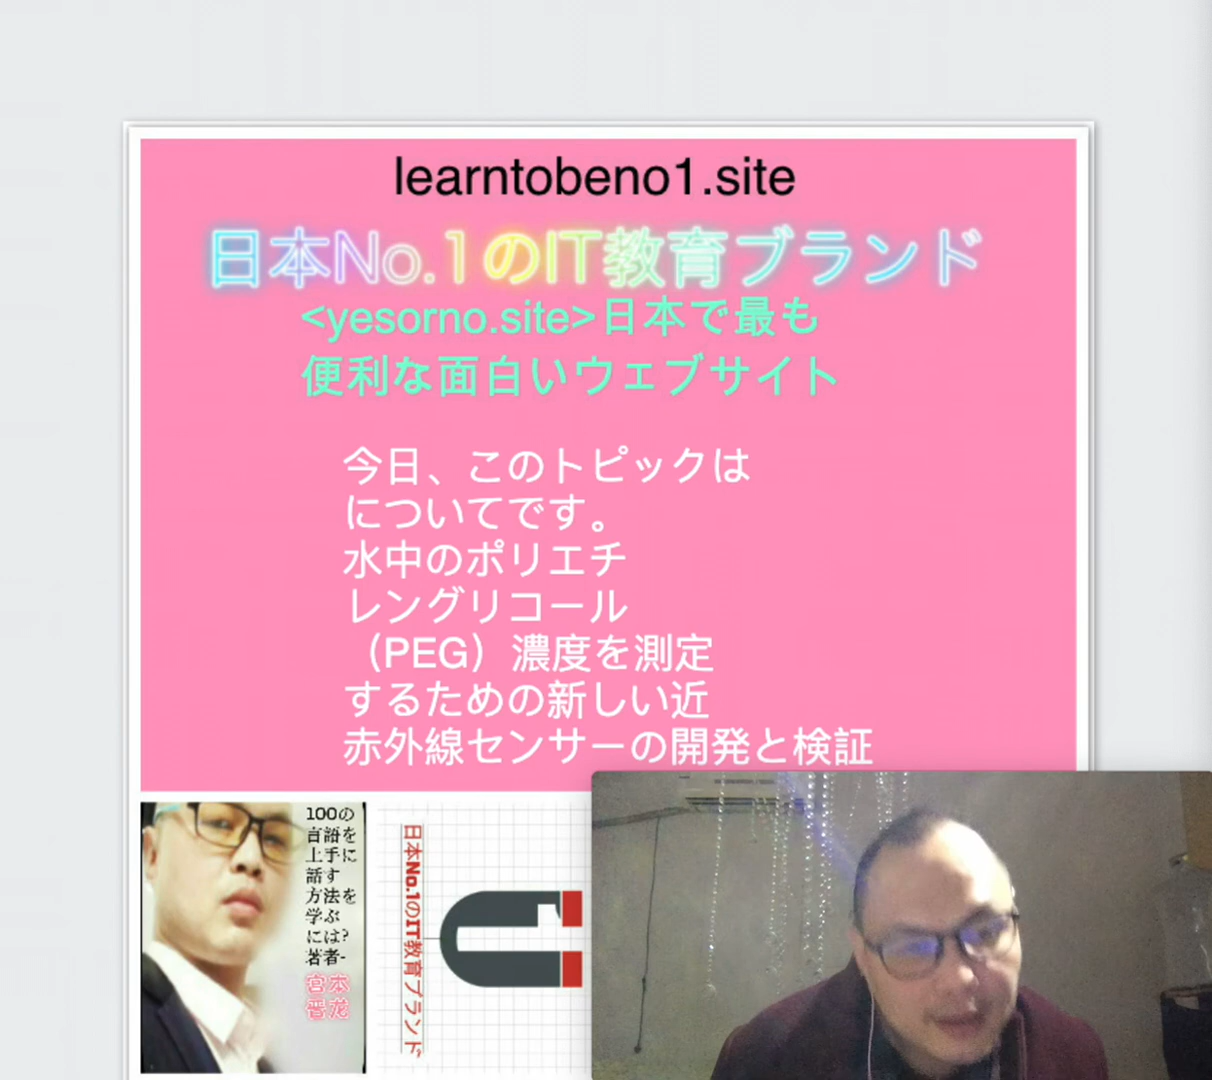 learntobeno1.site
日本No.1のIT教育ブランド
<yesorno.site>日本で最も
便利な面白いウェブサイト
今日、このトピックは
についてです。
水中のポリエチ
レングリコール
（PEG）濃度を測定
するための新しい近
赤外線センサーの開発と検証
100の
言語を
上手に
話す
方法を
学ぶ
には?
著者-
宮本
晋龙
日本No.1のIT教育ブランド